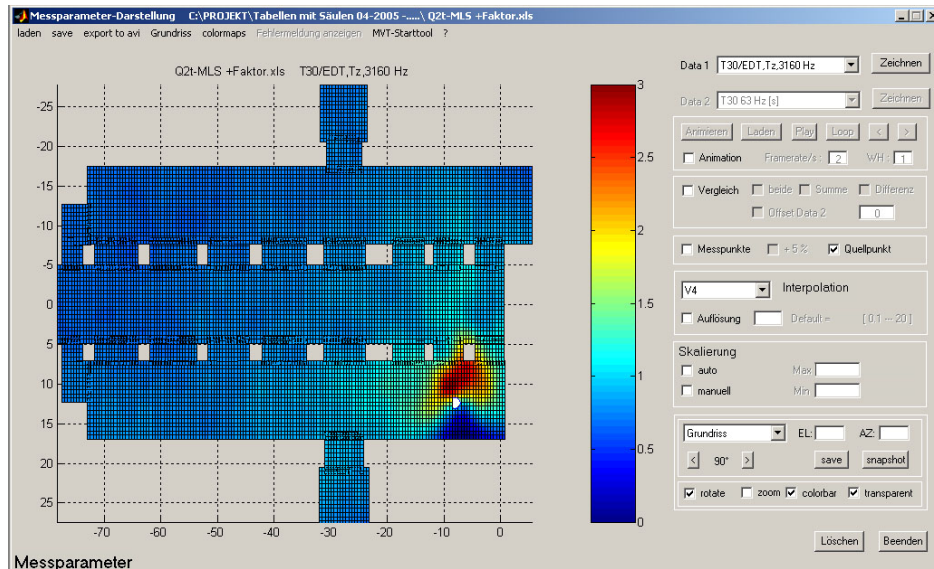 Messparameter-Darstellung C:\PROJEKT\Tabellen mit Säulen 04-2005 -.....\ Q2t-MLS +Faktor.xls
laden save export to avi Grundriss colormaps Fehlermeldung anzeigen MVT-Starttool ?
Q2t-MLS +Faktor.xls T30/EDT,Tz,3160 Hz
-25
-20
-15
-10
-5
0
5
10
15
20
25
-70 -60 -50 -40 -30 -20 -10 0
3
2.5
2
1.5
1
0.5
0
Data 1 T30/EDT,Tz,3160 Hz Zeichnen
Data 2 T30 63 Hz [s] Zeichnen
Animieren Laden Play Loop < >
Animation Framerate/s : 2 WH : 1
Vergleich beide Summe Differenz
Offset Data 2 0
Messpunkte + 5 % Quellpunkt
V4 Interpolation
Auflösung Default = [ 0.1 --- 20 ]
Skalierung
auto Max
manuell Min
Grundriss EL: AZ:
< 90° > save snapshot
rotate zoom colorbar transparent
Löschen Beenden
Messparameter